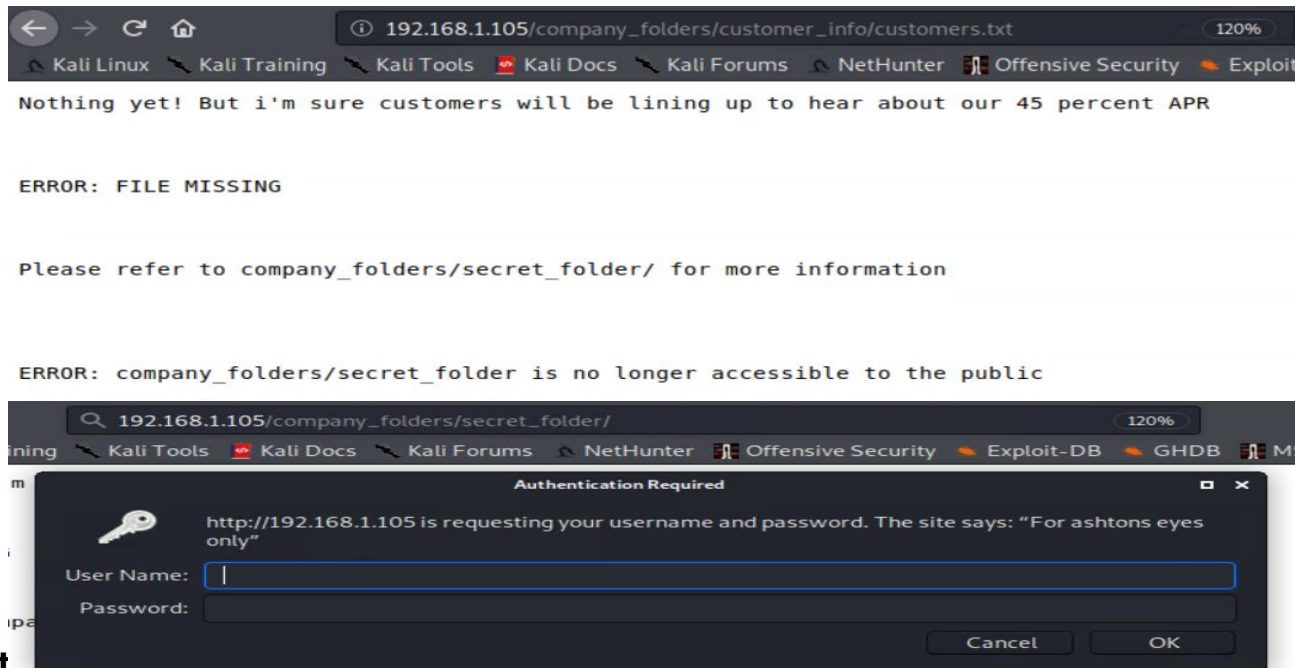 192.168.1.105/company_folders/customer_info/customers.txt 120%
Kali Linux Kali Training Kali Tools Kali Docs Kali Forums NetHunter Offensive Security Exploit
Nothing yet! But i'm sure customers will be lining up to hear about our 45 percent APR
ERROR: FILE MISSING
Please refer to company_folders/secret_folder/ for more information
ERROR: company_folders/secret_folder is no longer accessible to the public
192.168.1.105/company_folders/secret_folder/ 120%
ining Kali Tools Kali Docs Kali Forums NetHunter Offensive Security Exploit-DB GHDB M
m
Authentication Required
http://192.168.1.105 is requesting your username and password. The site says: “For ashtons eyes
only”
User Name:
Password:
Cancel OK